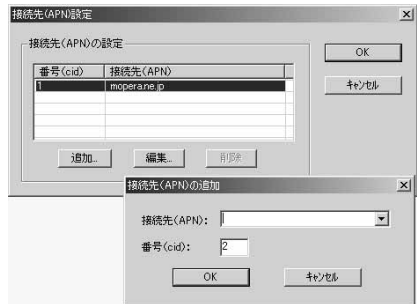 接続先(APN)設定
接続先(APN)の設定
番号(cid) 接続先(APN)
1 mopera.ne.jp
追加... 編集... 削除
OK
キャンセル
接続先(APN)の追加
接続先(APN):
番号(cid): 2
OK キャンセル